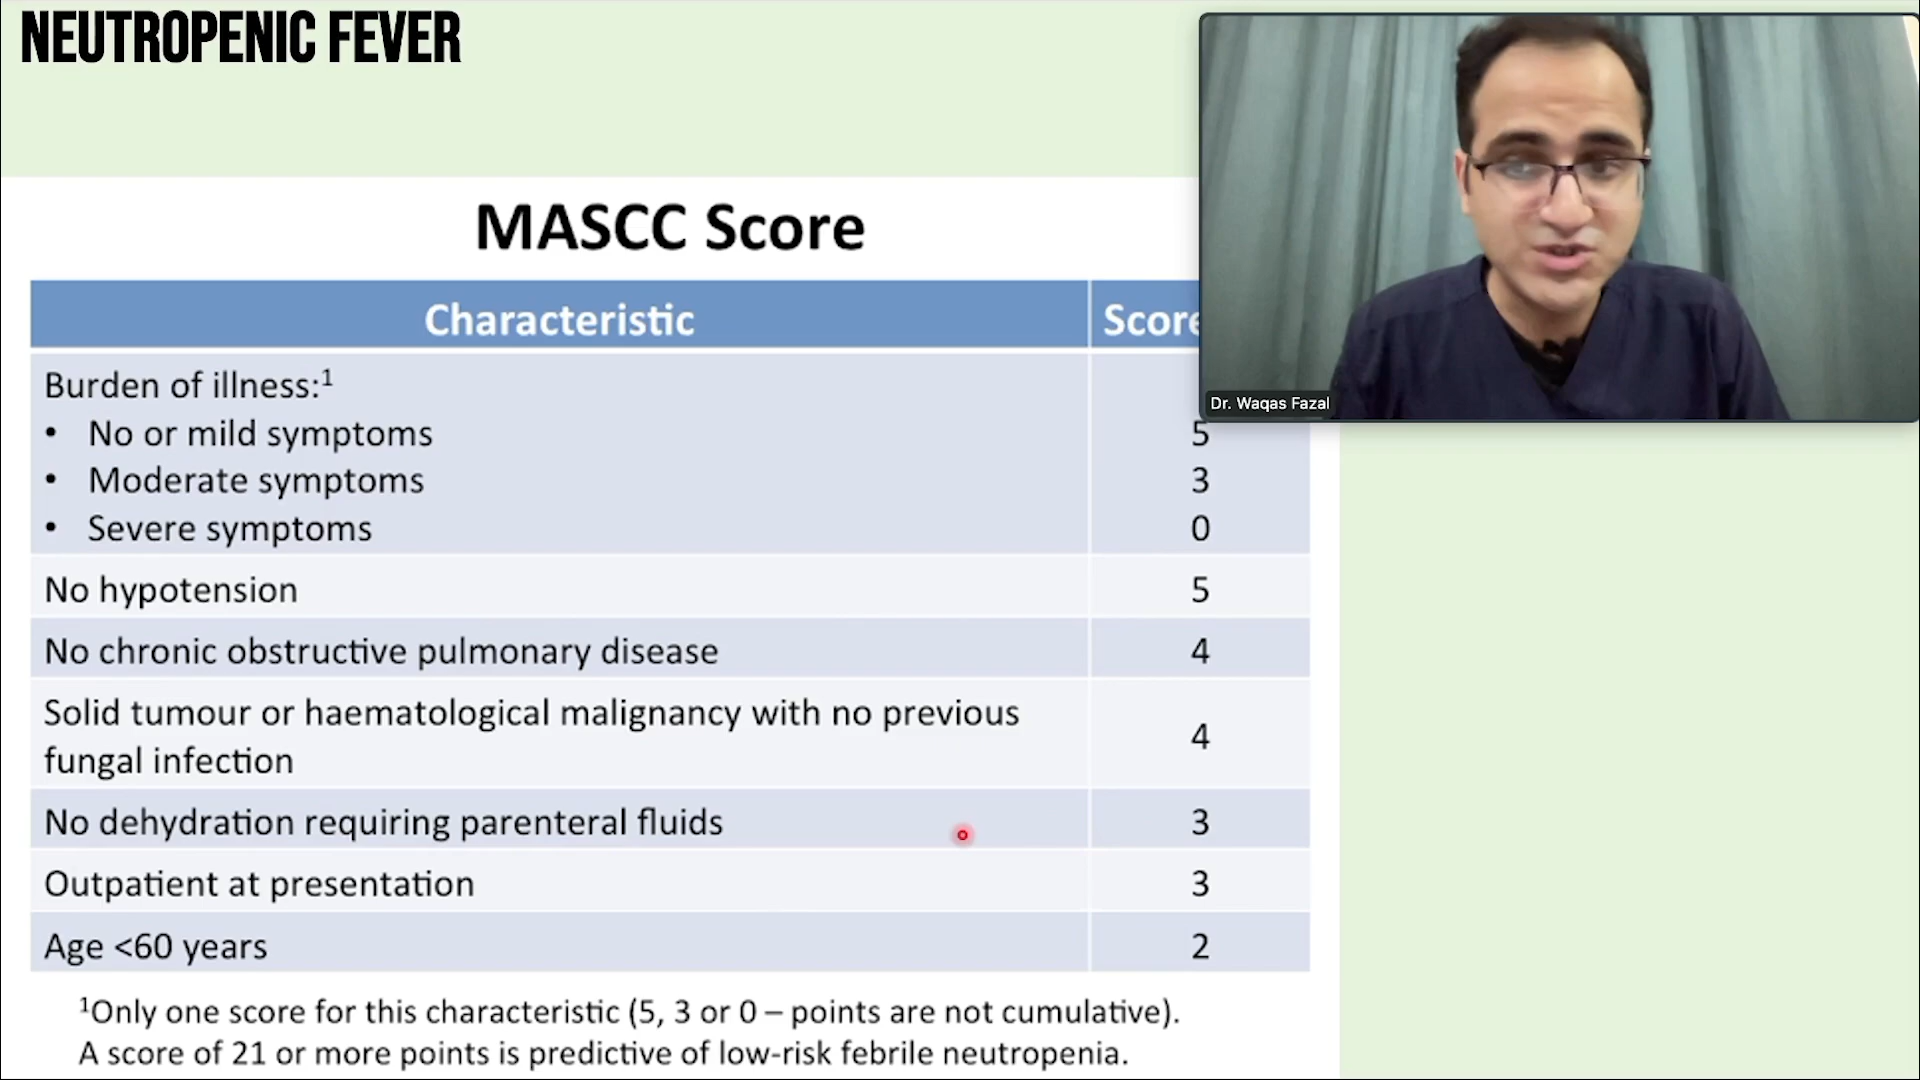 NEUTROPENIC FEVER
MASCC Score
Characteristic Score
Burden of illness:¹
• No or mild symptoms 5
• Moderate symptoms 3
• Severe symptoms 0
No hypotension 5
No chronic obstructive pulmonary disease 4
Solid tumour or haematological malignancy with no previous
fungal infection 4
No dehydration requiring parenteral fluids 3
Outpatient at presentation 3
Age <60 years 2
¹Only one score for this characteristic (5, 3 or 0 – points are not cumulative).
A score of 21 or more points is predictive of low-risk febrile neutropenia.
Dr. Waqas Fazal